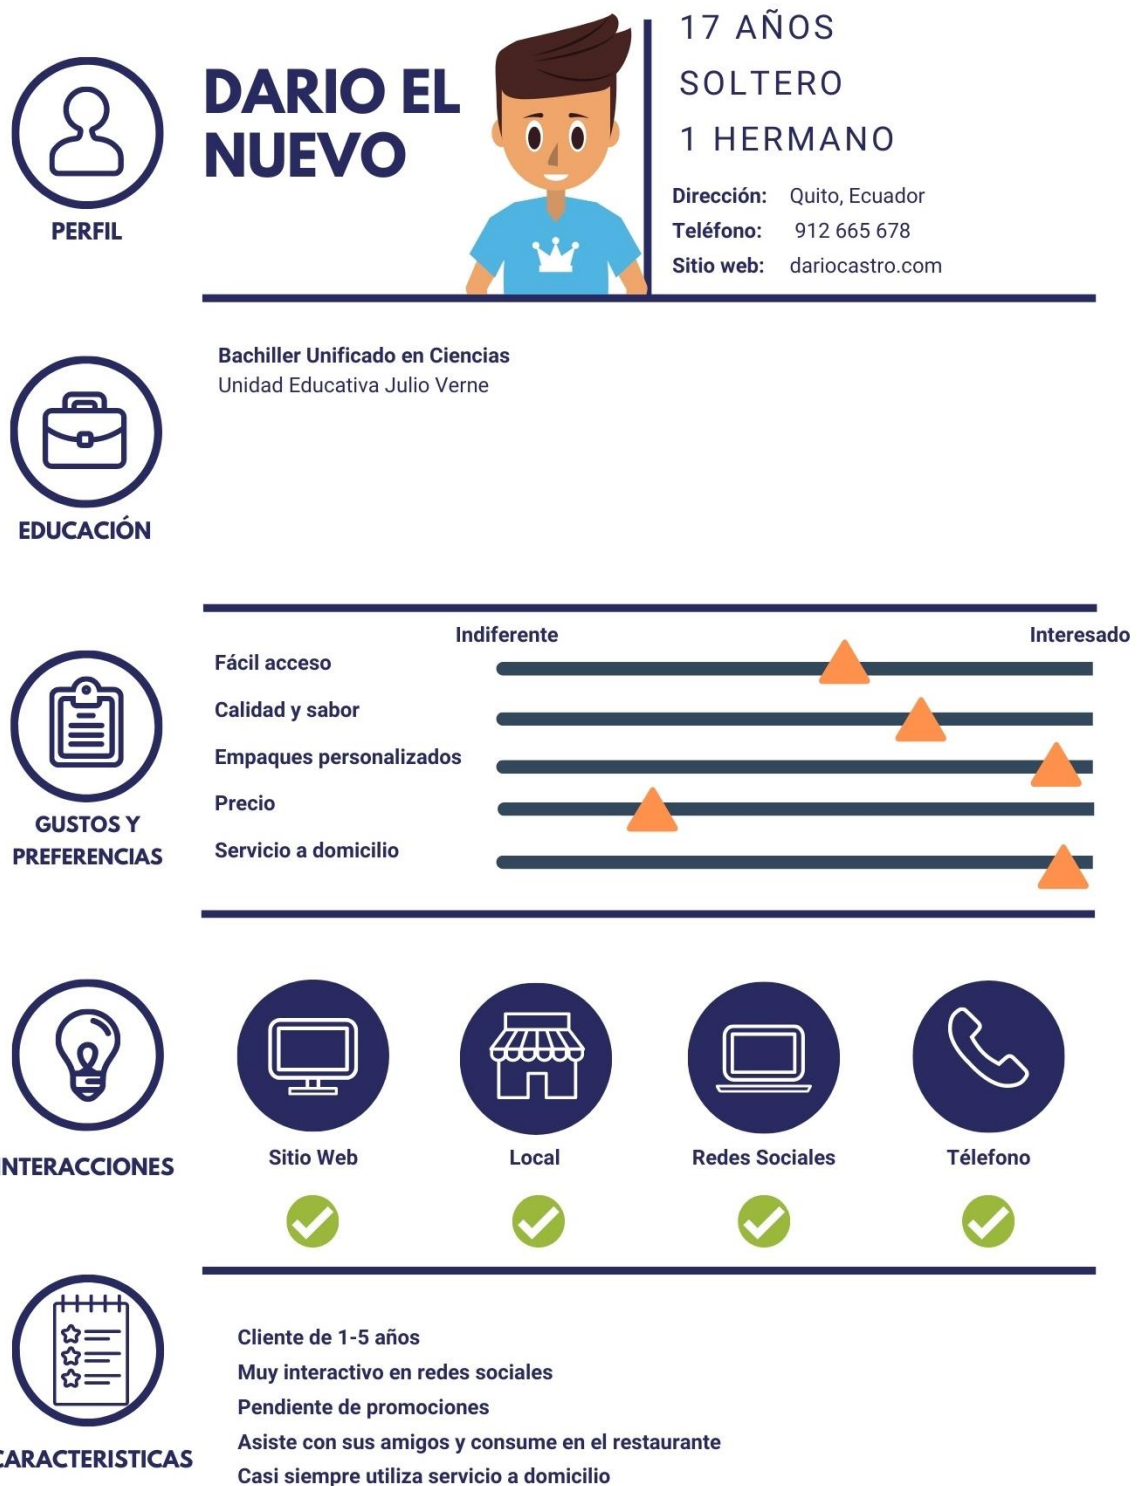 DARIO EL
NUEVO
17 AÑOS
SOLTERO
1 HERMANO
Dirección: Quito, Ecuador
Teléfono: 912 665 678
Sitio web: dariocastro.com
PERFIL
Bachiller Unificado en Ciencias
Unidad Educativa Julio Verne
EDUCACIÓN
Indiferente Interesado
Fácil acceso
Calidad y sabor
Empaques personalizados
Precio
Servicio a domicilio
GUSTOS Y
PREFERENCIAS
Sitio Web Local Redes Sociales Télefono
INTERACCIONES
Cliente de 1-5 años
Muy interactivo en redes sociales
Pendiente de promociones
Asiste con sus amigos y consume en el restaurante
Casi siempre utiliza servicio a domicilio
CARACTERISTICAS